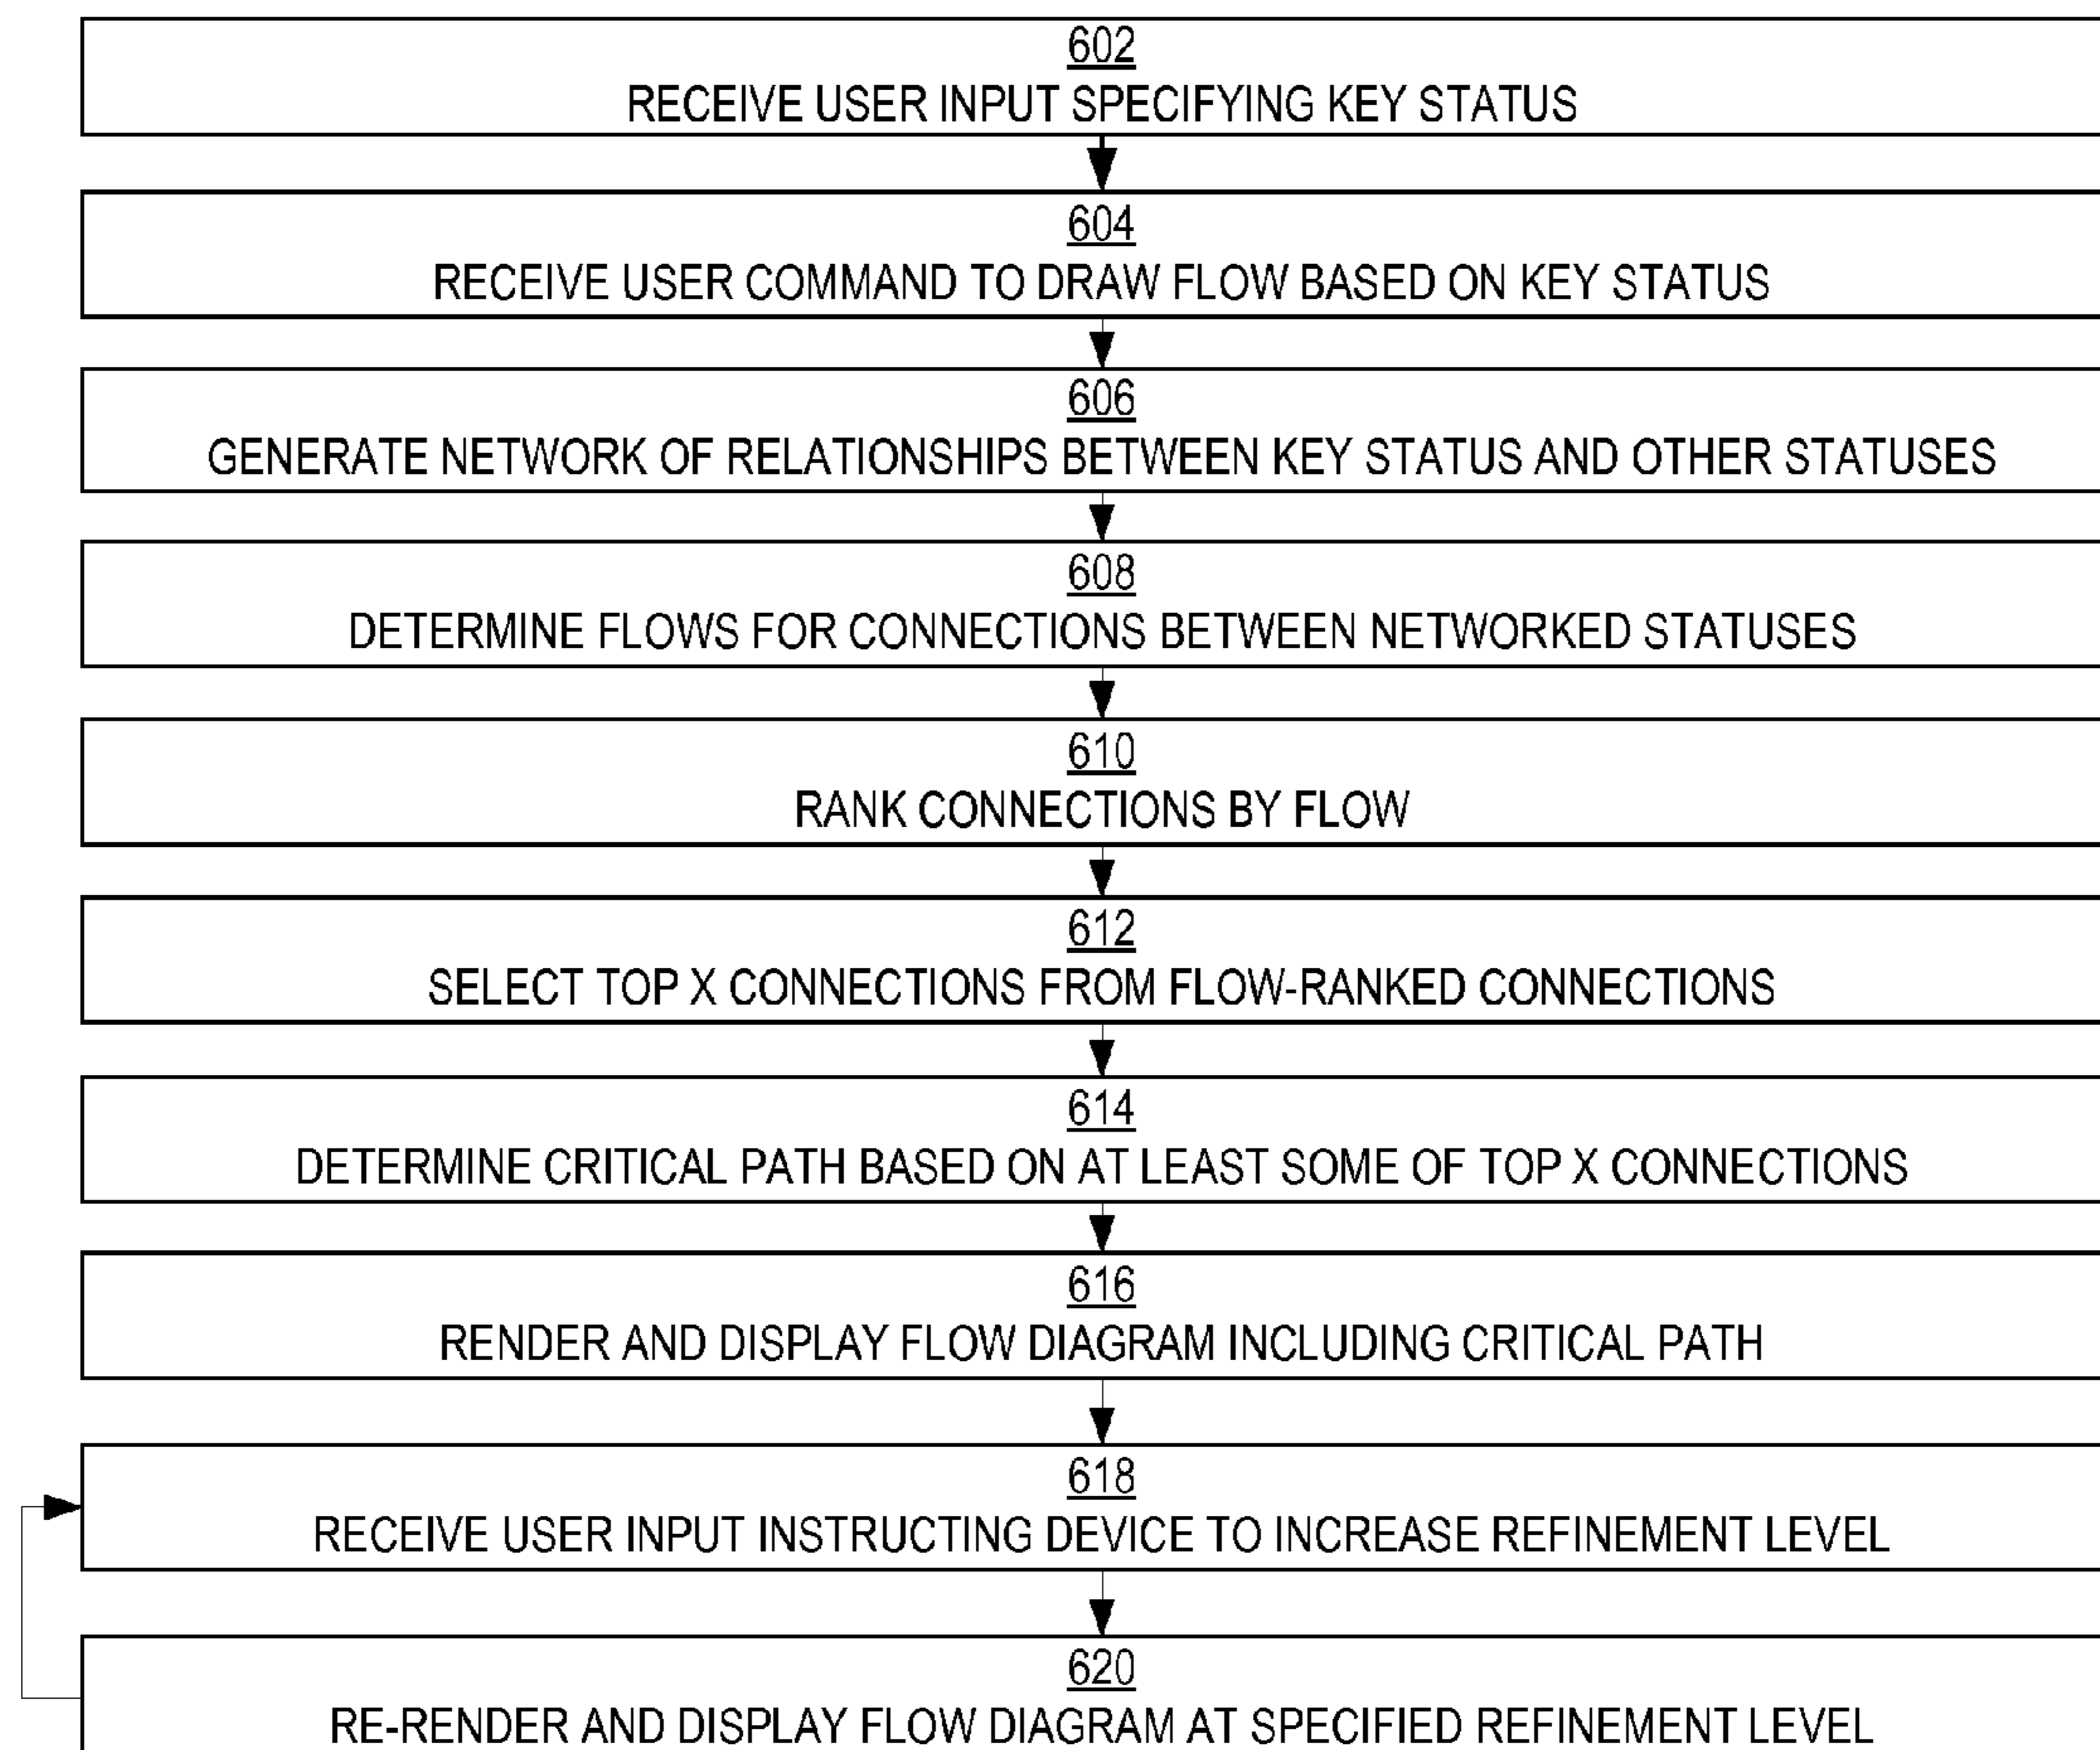 602
RECEIVE USER INPUT SPECIFYING KEY STATUS
604
RECEIVE USER COMMAND TO DRAW FLOW BASED ON KEY STATUS
606
GENERATE NETWORK OF RELATIONSHIPS BETWEEN KEY STATUS AND OTHER STATUSES
608
DETERMINE FLOWS FOR CONNECTIONS BETWEEN NETWORKED STATUSES
610
RANK CONNECTIONS BY FLOW
612
SELECT TOP X CONNECTIONS FROM FLOW-RANKED CONNECTIONS
614
DETERMINE CRITICAL PATH BASED ON AT LEAST SOME OF TOP X CONNECTIONS
616
RENDER AND DISPLAY FLOW DIAGRAM INCLUDING CRITICAL PATH
618
RECEIVE USER INPUT INSTRUCTING DEVICE TO INCREASE REFINEMENT LEVEL
620
RE-RENDER AND DISPLAY FLOW DIAGRAM AT SPECIFIED REFINEMENT LEVEL